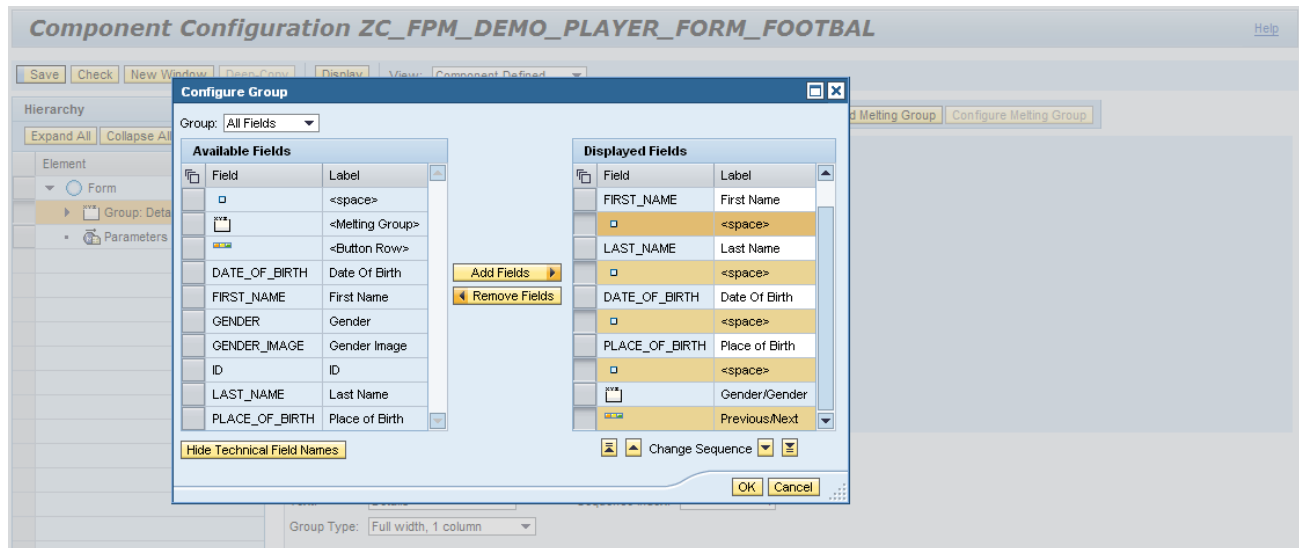 Component Configuration ZC_FPM_DEMO_PLAYER_FORM_FOOTBAL
Help
Save Check New Window Deep-Copy Display View: Component Defined
Configure Group
Hierarchy
Expand All Collapse All
Melting Group Configure Melting Group
Element
Form
Group: Deta
Parameters
Group: All Fields
Available Fields
Field Label
<space>
<Melting Group>
<Button Row>
DATE_OF_BIRTH Date Of Birth
FIRST_NAME First Name
GENDER Gender
GENDER_IMAGE Gender Image
ID ID
LAST_NAME Last Name
PLACE_OF_BIRTH Place of Birth
Hide Technical Field Names
Add Fields
Remove Fields
Displayed Fields
Field Label
FIRST_NAME First Name
<space>
LAST_NAME Last Name
<space>
DATE_OF_BIRTH Date Of Birth
<space>
PLACE_OF_BIRTH Place of Birth
<space>
Gender/Gender
Previous/Next
Change Sequence
OK Cancel
Group Type: Full width, 1 column